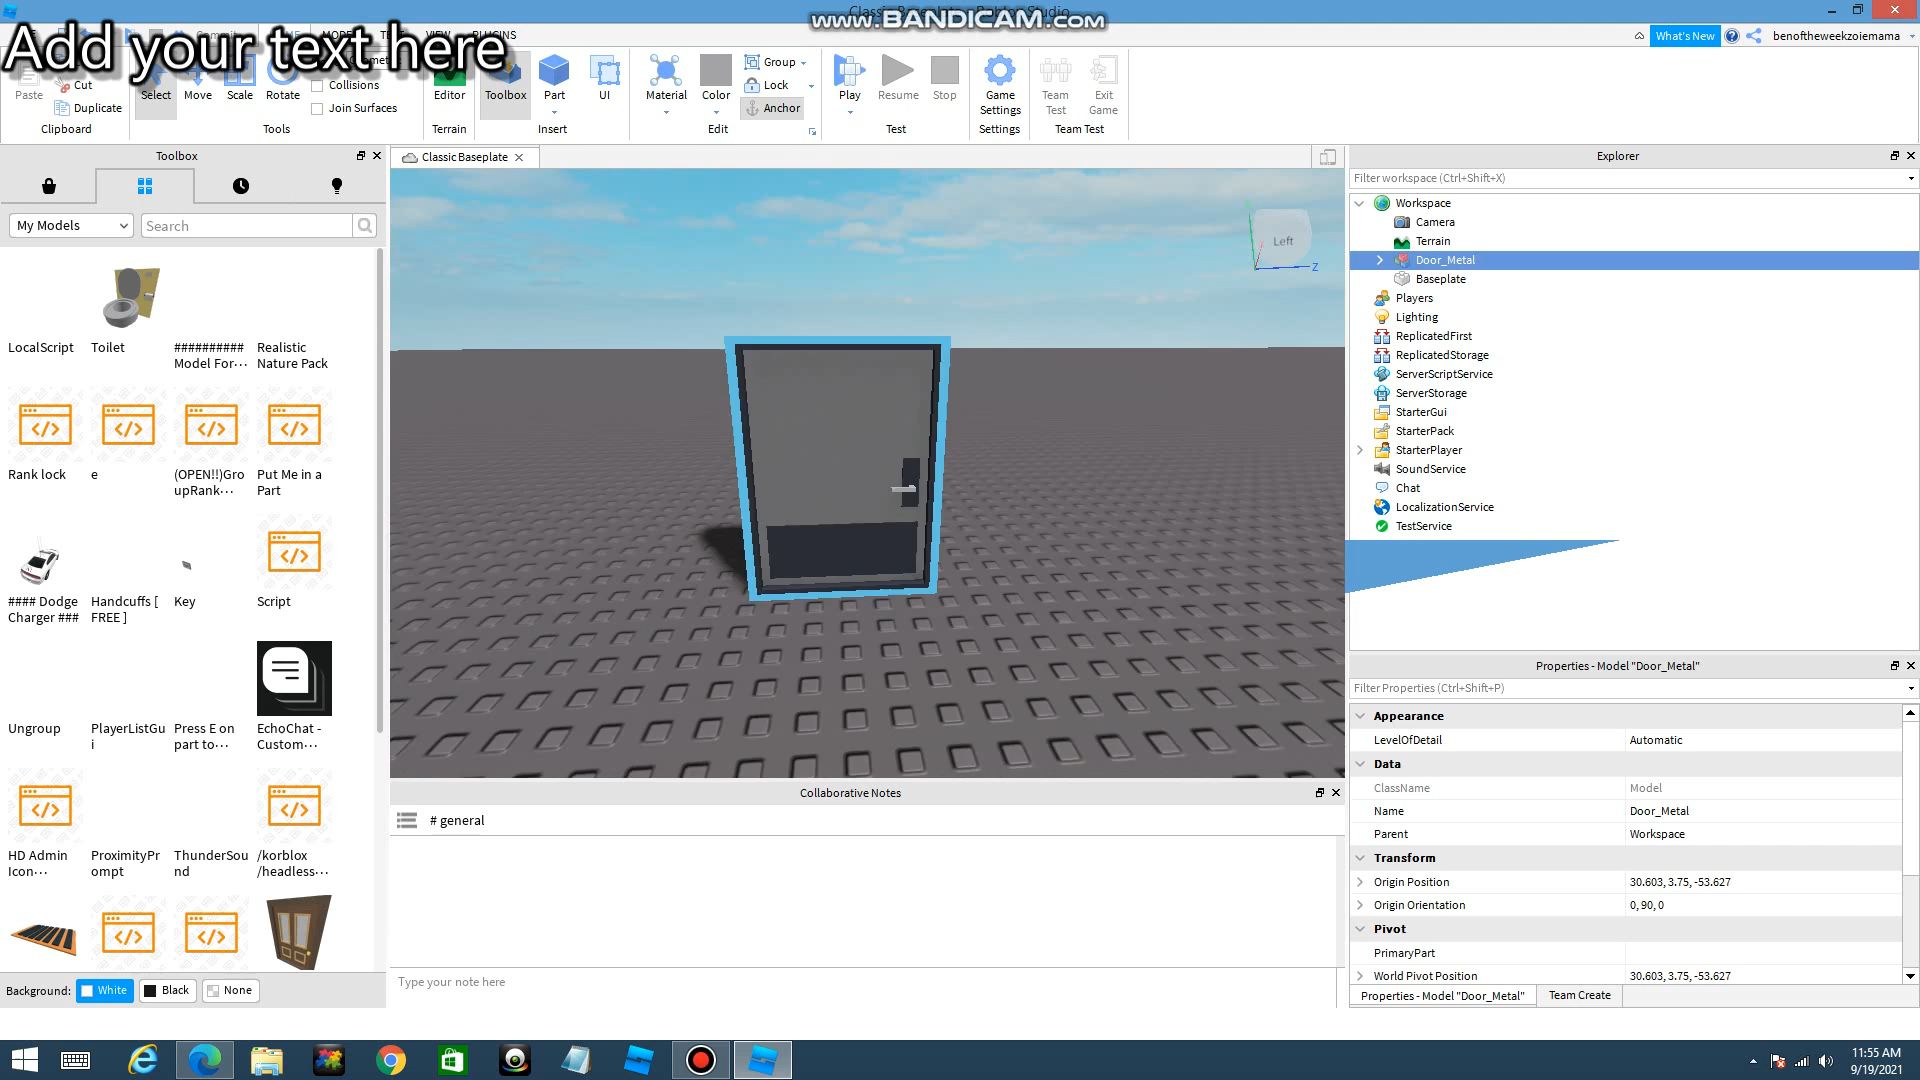 Classic Baseplate - Roblox Studio
www.BANDICAM.com
Add your text here
PLUGINS
What's New
benoftheweekzoiemama
Paste
Cut
Duplicate
Clipboard
Select
Move
Scale
Rotate
Collisions
Join Surfaces
Tools
Editor
Terrain
Toolbox
Part
UI
Insert
Material
Color
Group
Lock
Anchor
Edit
Play
Resume
Stop
Test
Game Settings
Settings
Team Test
Exit Game
Team Test
Toolbox
My Models
Search
LocalScript
Toilet
########## Model For...
Realistic Nature Pack
Rank lock
e
(OPEN!!)GroupRank...
Put Me in a Part
#### Dodge Charger ###
Handcuffs [ FREE ]
Key
Script
Ungroup
PlayerListGui
Press E on part to...
EchoChat - Custom...
HD Admin Icon...
ProximityPrompt
ThunderSound
/korblox /headless...
Background:
White
Black
None
Classic Baseplate
Left
Z
Collaborative Notes
# general
Type your note here
Explorer
Filter workspace (Ctrl+Shift+X)
Workspace
Camera
Terrain
Door_Metal
Baseplate
Players
Lighting
ReplicatedFirst
ReplicatedStorage
ServerScriptService
ServerStorage
StarterGui
StarterPack
StarterPlayer
SoundService
Chat
LocalizationService
TestService
Properties - Model "Door_Metal"
Filter Properties (Ctrl+Shift+P)
Appearance
LevelOfDetail Automatic
Data
ClassName Model
Name Door_Metal
Parent Workspace
Transform
Origin Position 30.603, 3.75, -53.627
Origin Orientation 0, 90, 0
Pivot
PrimaryPart
World Pivot Position 30.603, 3.75, -53.627
Properties - Model "Door_Metal"
Team Create
11:55 AM
9/19/2021